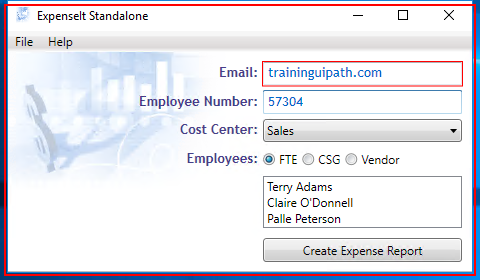 ExpenseIt Standalone
File Help
Email: traininguipath.com
Employee Number: 57304
Cost Center: Sales
Employees: FTE CSG Vendor
Terry Adams
Claire O'Donnell
Palle Peterson
Create Expense Report